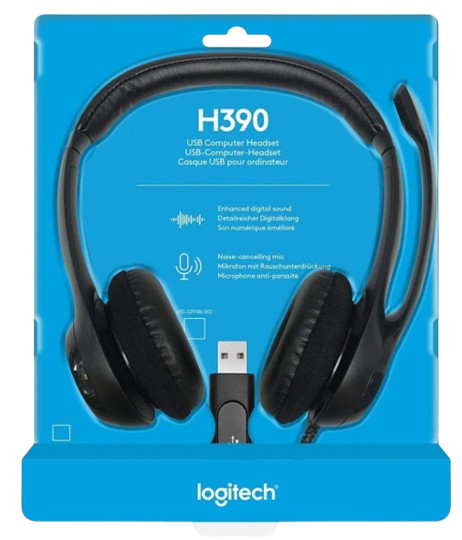 H390
USB Computer Headset
USB-Computer-Headset
Casque USB pour ordinateur
Enhanced digital sound
Detailreicher Digitalklang
Son numérique amélioré
Noise-cancelling mic
Mikrofon mit Rauschunterdrückung
Microphone anti-parasite
logitech